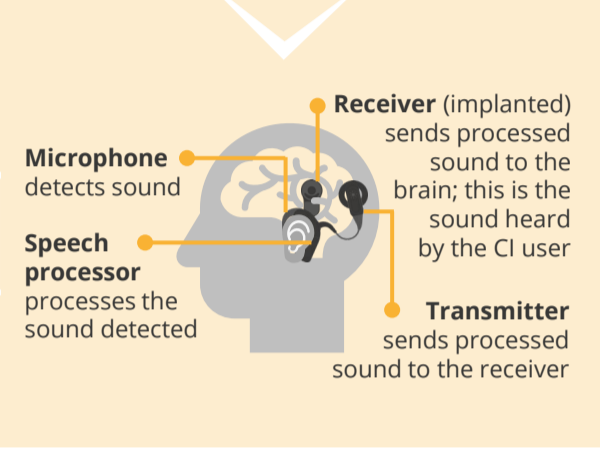 Receiver (implanted)
sends processed
sound to the
brain; this is the
sound heard
by the CI user
Microphone
detects sound
Speech
processor
processes the
sound detected
Transmitter
sends processed
sound to the receiver